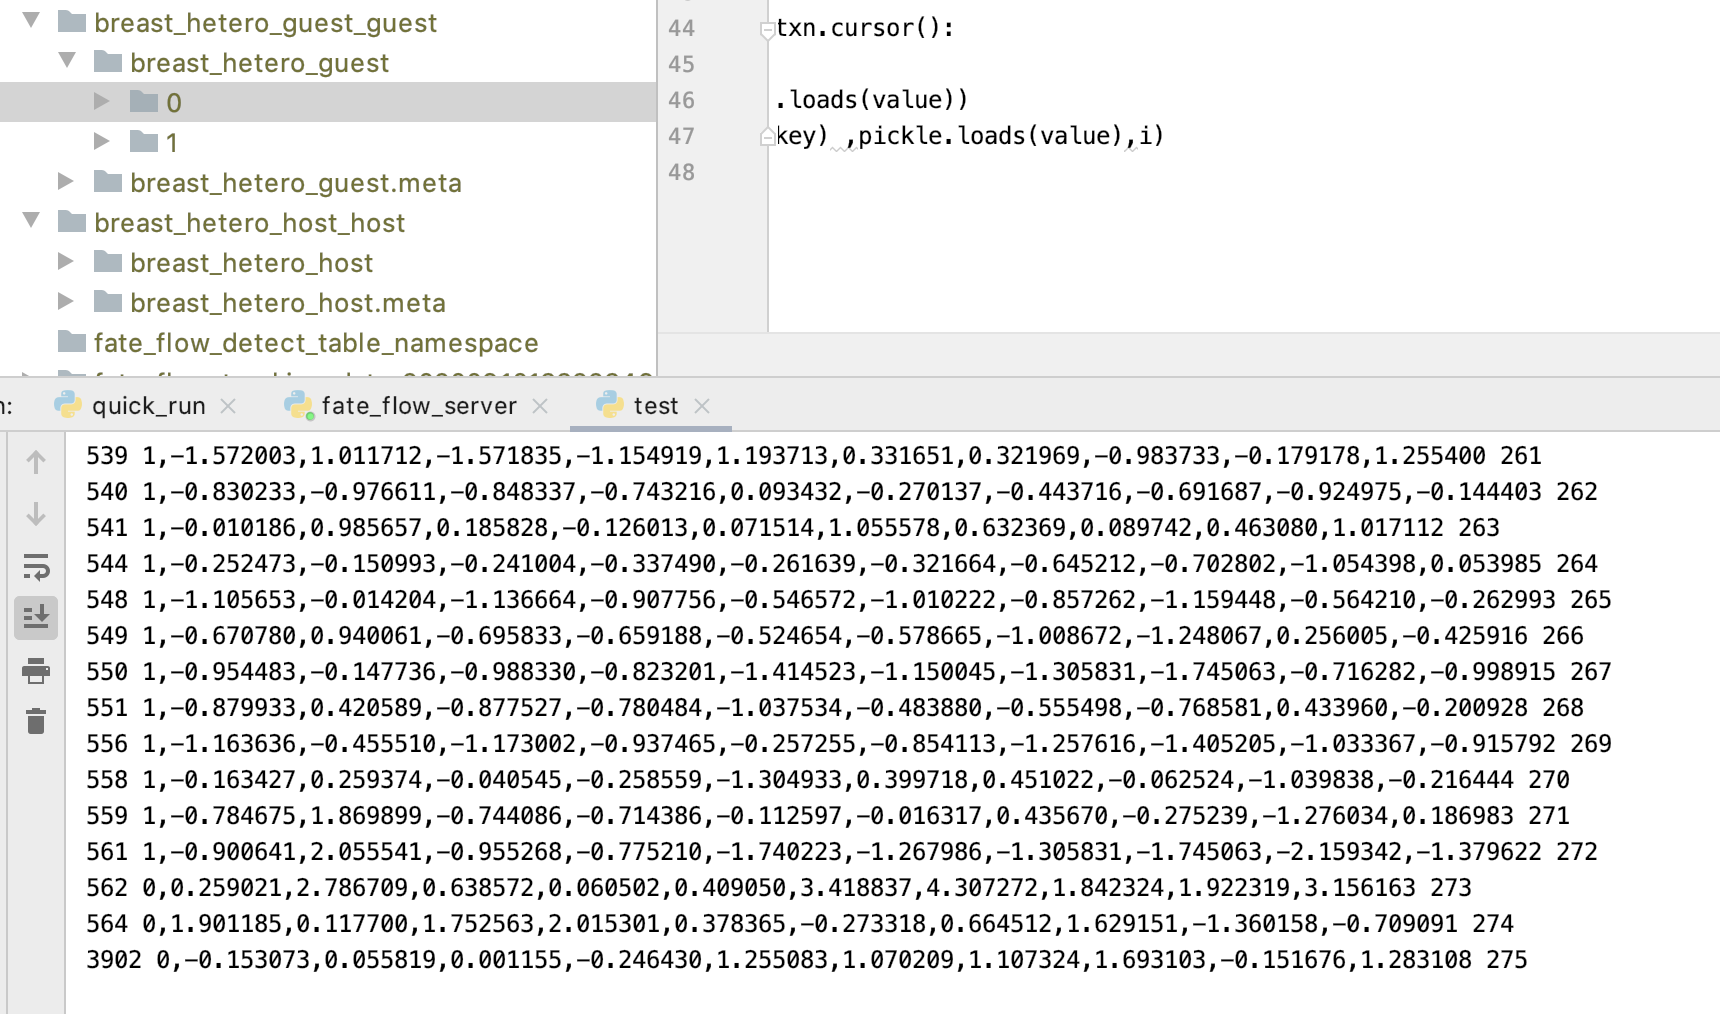 breast_hetero_guest_guest
breast_hetero_guest
0
1
breast_hetero_guest.meta
breast_hetero_host_host
breast_hetero_host
breast_hetero_host.meta
fate_flow_detect_table_namespace
44 txn.cursor():
45
46 .loads(value))
47 key) ,pickle.loads(value),i)
48
n: quick_run fate_flow_server test
539 1,-1.572003,1.011712,-1.571835,-1.154919,1.193713,0.331651,0.321969,-0.983733,-0.179178,1.255400 261
540 1,-0.830233,-0.976611,-0.848337,-0.743216,0.093432,-0.270137,-0.443716,-0.691687,-0.924975,-0.144403 262
541 1,-0.010186,0.985657,0.185828,-0.126013,0.071514,1.055578,0.632369,0.089742,0.463080,1.017112 263
544 1,-0.252473,-0.150993,-0.241004,-0.337490,-0.261639,-0.321664,-0.645212,-0.702802,-1.054398,0.053985 264
548 1,-1.105653,-0.014204,-1.136664,-0.907756,-0.546572,-1.010222,-0.857262,-1.159448,-0.564210,-0.262993 265
549 1,-0.670780,0.940061,-0.695833,-0.659188,-0.524654,-0.578665,-1.008672,-1.248067,0.256005,-0.425916 266
550 1,-0.954483,-0.147736,-0.988330,-0.823201,-1.414523,-1.150045,-1.305831,-1.745063,-0.716282,-0.998915 267
551 1,-0.879933,0.420589,-0.877527,-0.780484,-1.037534,-0.483880,-0.555498,-0.768581,0.433960,-0.200928 268
556 1,-1.163636,-0.455510,-1.173002,-0.937465,-0.257255,-0.854113,-1.257616,-1.405205,-1.033367,-0.915792 269
558 1,-0.163427,0.259374,-0.040545,-0.258559,-1.304933,0.399718,0.451022,-0.062524,-1.039838,-0.216444 270
559 1,-0.784675,1.869899,-0.744086,-0.714386,-0.112597,-0.016317,0.435670,-0.275239,-1.276034,0.186983 271
561 1,-0.900641,2.055541,-0.955268,-0.775210,-1.740223,-1.267986,-1.305831,-1.745063,-2.159342,-1.379622 272
562 0,0.259021,2.786709,0.638572,0.060502,0.409050,3.418837,4.307272,1.842324,1.922319,3.156163 273
564 0,1.901185,0.117700,1.752563,2.015301,0.378365,-0.273318,0.664512,1.629151,-1.360158,-0.709091 274
3902 0,-0.153073,0.055819,0.001155,-0.246430,1.255083,1.070209,1.107324,1.693103,-0.151676,1.283108 275